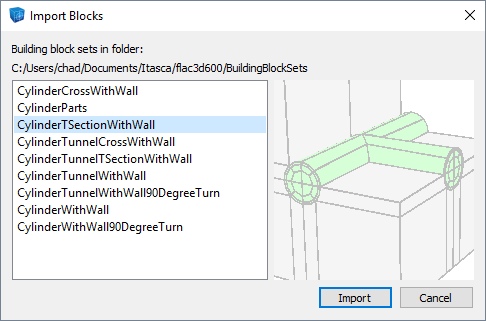 Import Blocks
Building block sets in folder:
C:/Users/chad/Documents/Itasca/flac3d600/BuildingBlockSets
CylinderCrossWithWall
CylinderParts
CylinderTSectionWithWall
CylinderTunnelCrossWithWall
CylinderTunnelTSectionWithWall
CylinderTunnelWithWall
CylinderTunnelWithWall90DegreeTurn
CylinderWithWall
CylinderWithWall90DegreeTurn
Import
Cancel